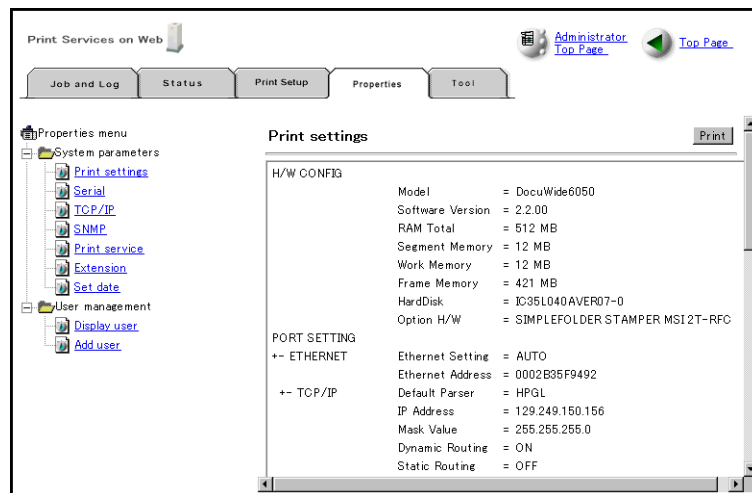 Print Services on Web
Administrator
Top Page
Top Page
Job and Log
Status
Print Setup
Properties
Tool
Properties menu
System parameters
Print settings
Serial
TCP/IP
SNMP
Print service
Extension
Set date
User management
Display user
Add user
Print settings
Print
H/W CONFIG
Model = DocuWide6050
Software Version = 2.2.00
RAM Total = 512 MB
Segment Memory = 12 MB
Work Memory = 12 MB
Frame Memory = 421 MB
HardDisk = IC35L040AVER07-0
Option H/W = SIMPLEFOLDER STAMPER MSI 2T-RFC
PORT SETTING
+- ETHERNET Ethernet Setting = AUTO
Ethernet Address = 0002B35F9492
+- TCP/IP Default Parser = HPGL
IP Address = 129.249.150.156
Mask Value = 255.255.255.0
Dynamic Routing = ON
Static Routing = OFF